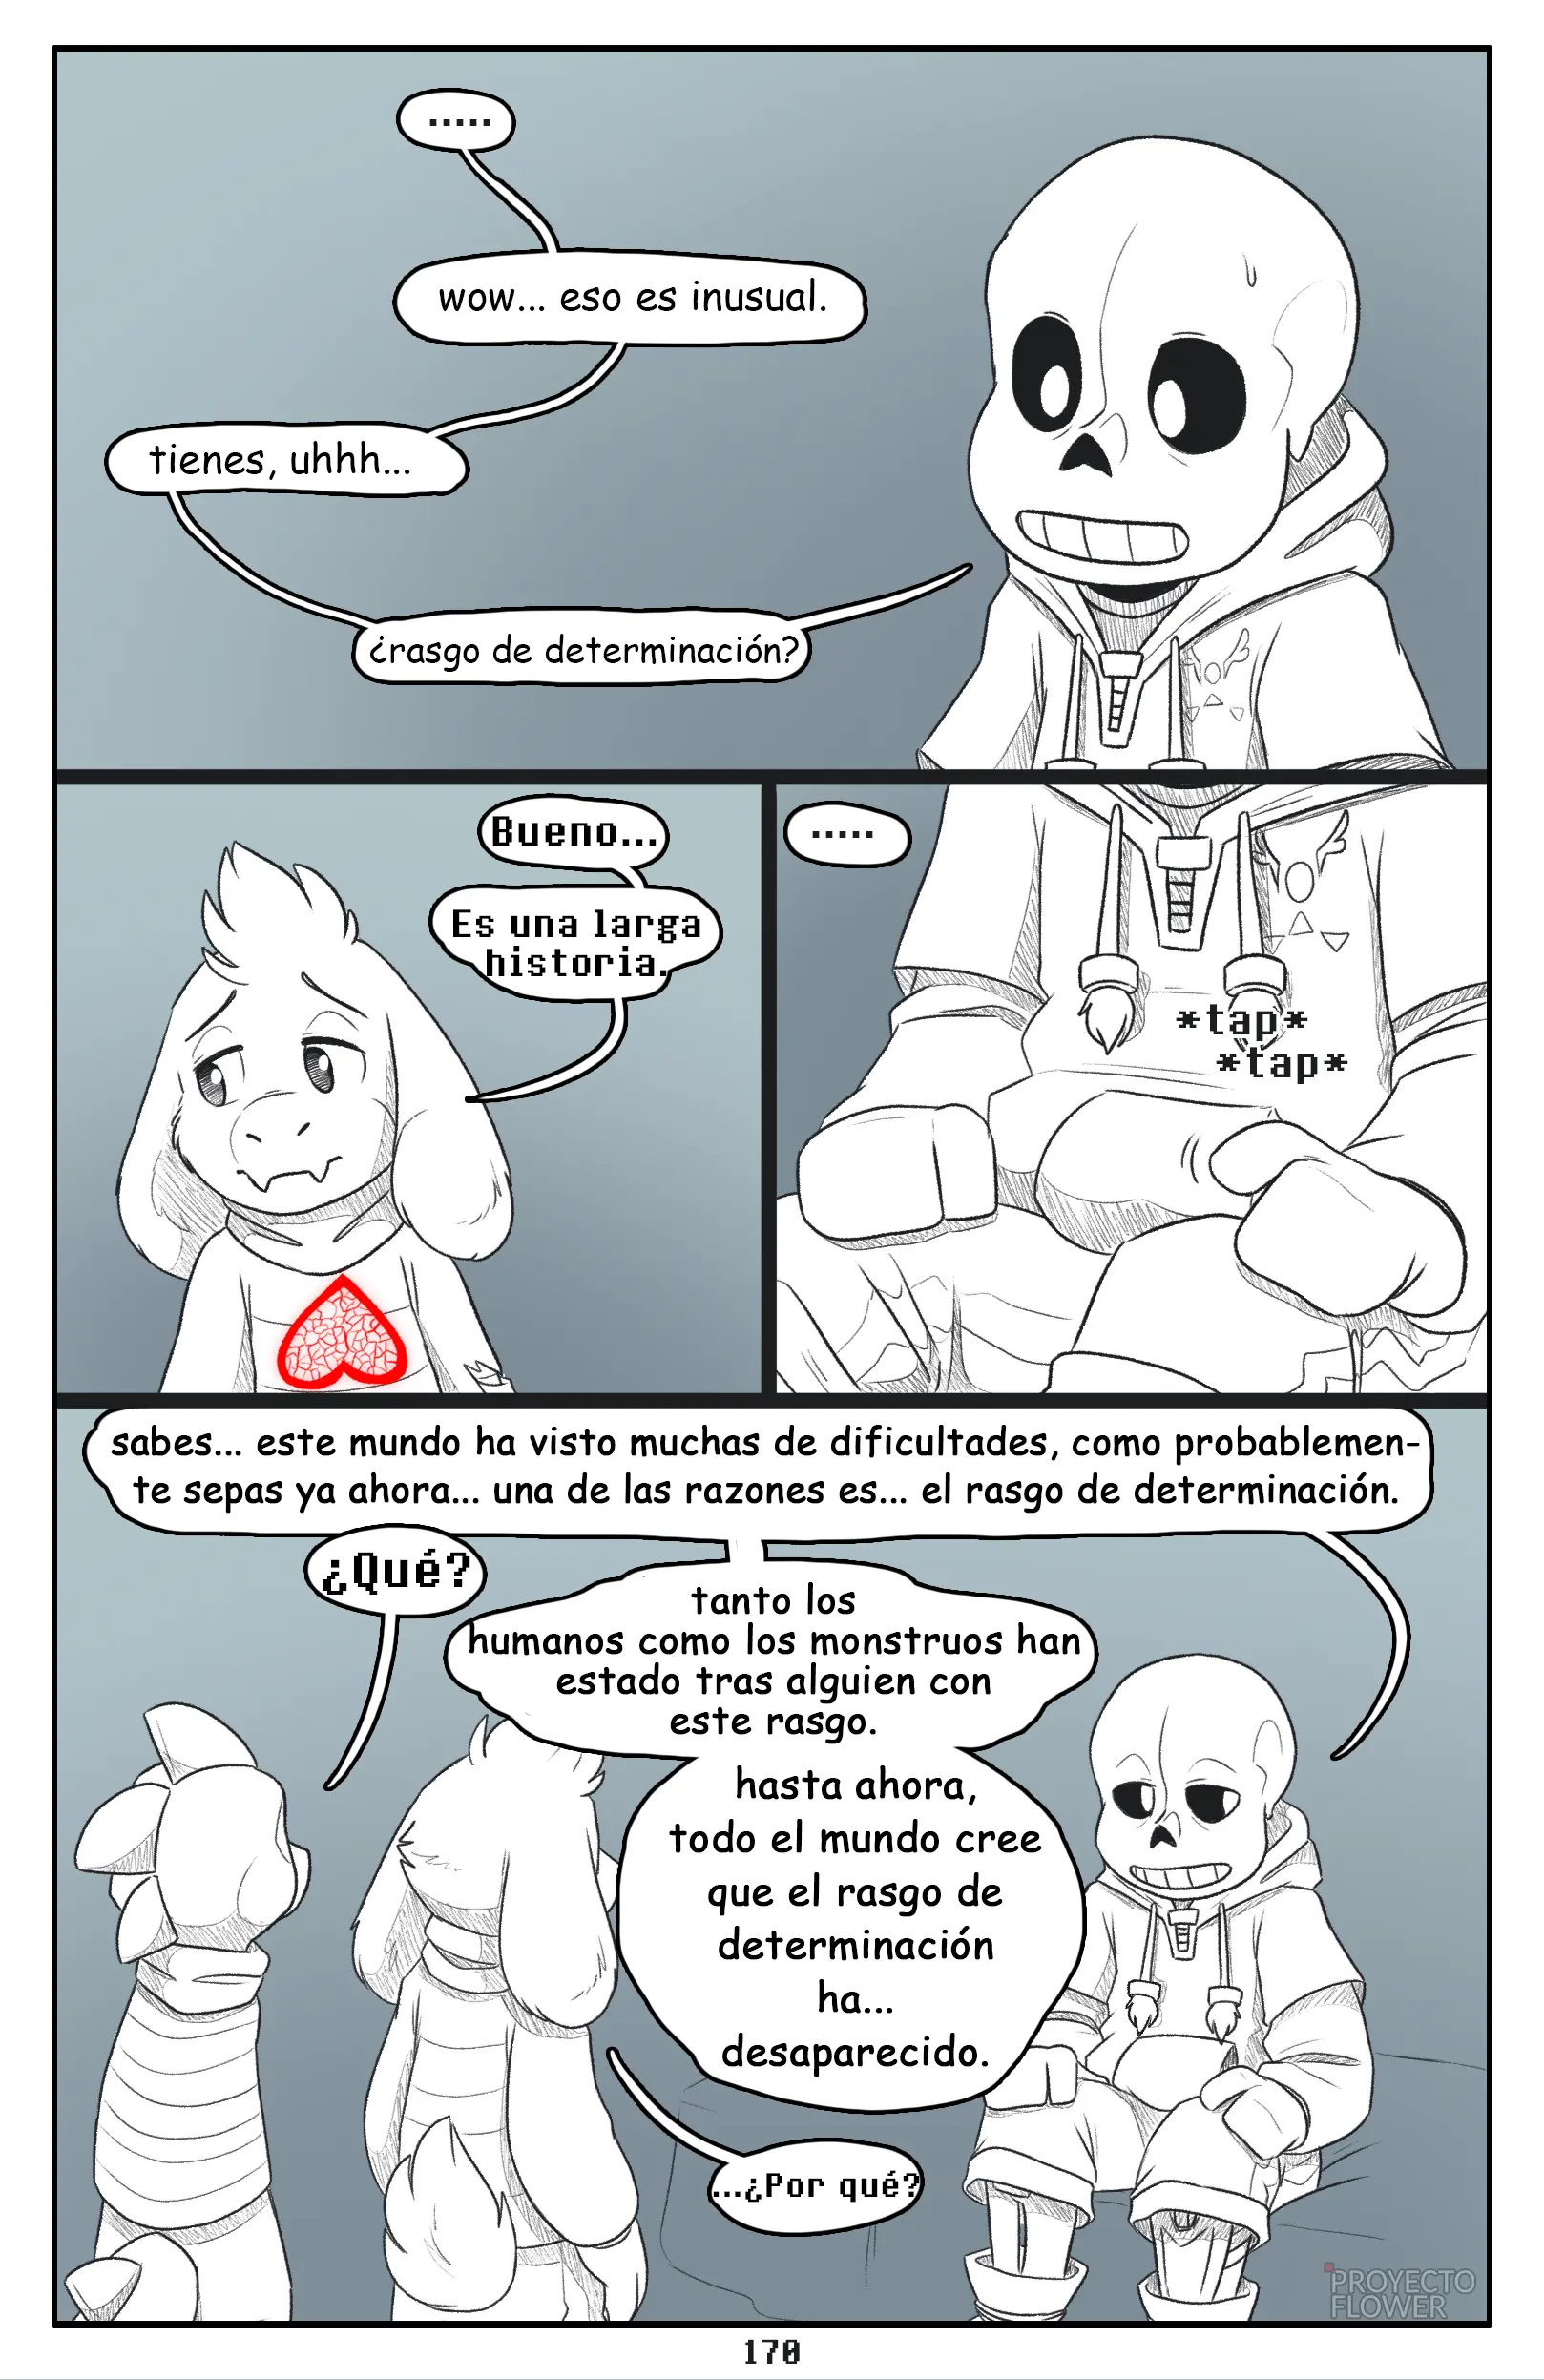 .....
wow... eso es inusual.
tienes, uhhh...
¿rasgo de determinación?
Bueno...
Es una larga
historia.
.....
*tap*
*tap*
sabes... este mundo ha visto muchas de dificultades, como probablemen-
te sepas ya ahora... una de las razones es... el rasgo de determinación.
¿Qué?
tanto los
humanos como los monstruos han
estado tras alguien con
este rasgo.
hasta ahora,
todo el mundo cree
que el rasgo de
determinación
ha...
desaparecido.
...¿Por qué?
PROYECTO
FLOWER
170